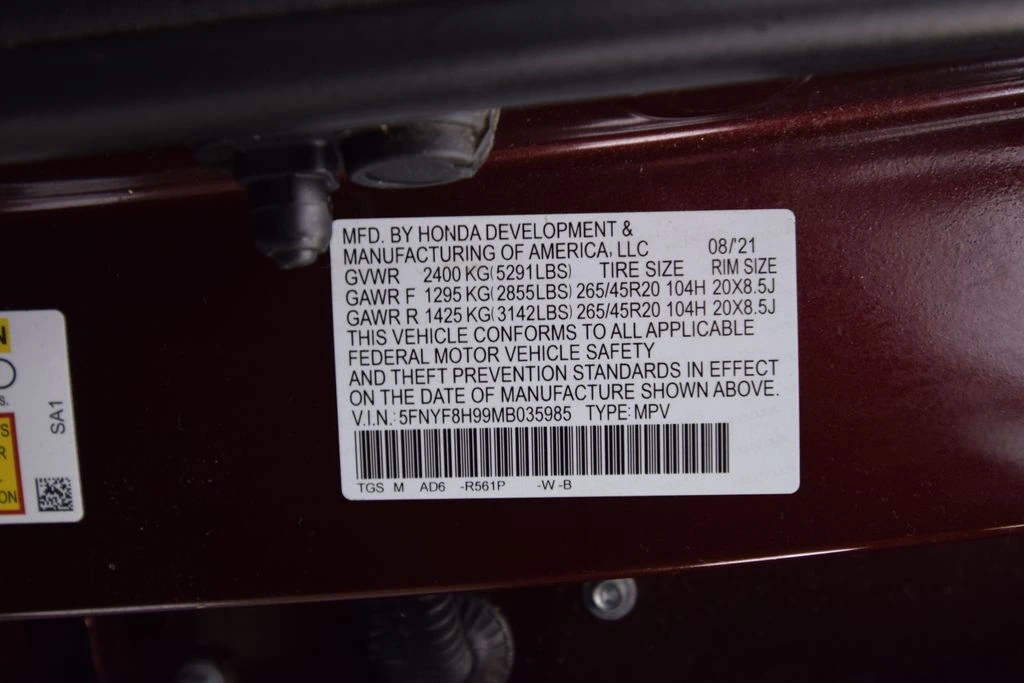 MFD. BY HONDA DEVELOPMENT &
MANUFACTURING OF AMERICA, LLC 08/'21
GVWR 2400 KG(5291LBS) TIRE SIZE RIM SIZE
GAWR F 1295 KG(2855LBS) 265/45R20 104H 20X8.5J
GAWR R 1425 KG(3142LBS) 265/45R20 104H 20X8.5J
THIS VEHICLE CONFORMS TO ALL APPLICABLE
FEDERAL MOTOR VEHICLE SAFETY
AND THEFT PREVENTION STANDARDS IN EFFECT
ON THE DATE OF MANUFACTURE SHOWN ABOVE.
V.I.N.: 5FNYF8H99MB035985 TYPE: MPV
TGS M AD6 -R561P -W -B
SA1
N
s.
S
R
L
ON